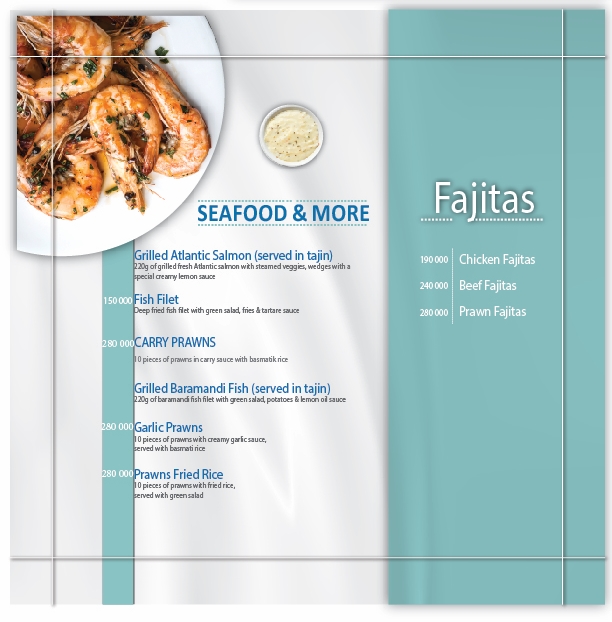 SEAFOOD & MORE
Grilled Atlantic Salmon (served in tajin)
220g of grilled fresh Atlantic salmon with steamed veggies, wedges with a
special creamy lemon sauce
150 000 Fish Filet
Deep fried fish filet with green salad, fries & tartare sauce
280 000 CARRY PRAWNS
10 pieces of prawns in carry sauce with basmatik rice
Grilled Baramandi Fish (served in tajin)
220g of baramandi fish filet with green salad, potatoes & lemon oil sauce
280 000 Garlic Prawns
10 pieces of prawns with creamy garlic sauce,
served with basmati rice
280 000 Prawns Fried Rice
10 pieces of prawns with fried rice,
served with green salad
Fajitas
190 000 Chicken Fajitas
240 000 Beef Fajitas
280 000 Prawn Fajitas